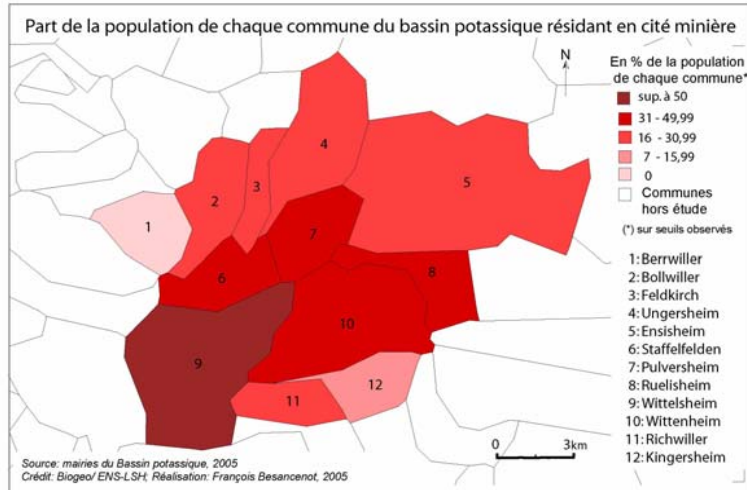 Part de la population de chaque commune du bassin potassique résidant en cité minière
N
En % de la population
de chaque commune*
sup. à 50
31 - 49,99
16 - 30,99
7 - 15,99
0
Communes
hors étude
(*) sur seuils observés
1
2
3
4
5
6
7
8
9
10
11
12
1: Berrwiller
2: Bollwiller
3: Feldkirch
4: Ungersheim
5: Ensisheim
6: Staffelfelden
7: Pulversheim
8: Ruelisheim
9: Wittelsheim
10: Wittenheim
11: Richwiller
12: Kingersheim
0 3km
Source: mairies du Bassin potassique, 2005
Crédit: Biogeo/ ENS-LSH; Réalisation: François Besancenot, 2005